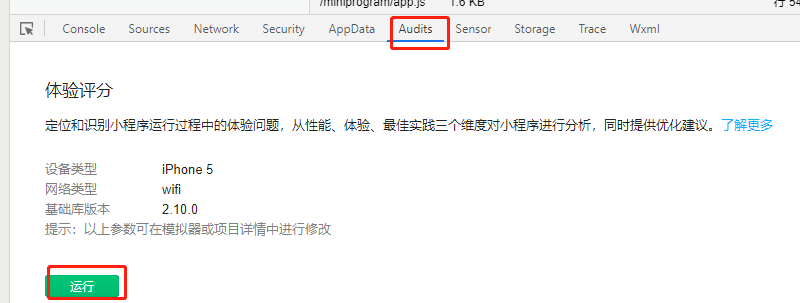 /miniprogram/app.js 1.6 KB 行 54
Console Sources Network Security AppData Audits Sensor Storage Trace Wxml
体验评分
定位和识别小程序运行过程中的体验问题，从性能、体验、最佳实践三个维度对小程序进行分析，同时提供优化建议。了解更多
设备类型 iPhone 5
网络类型 wifi
基础库版本 2.10.0
提示：以上参数可在模拟器或项目详情中进行修改
运行